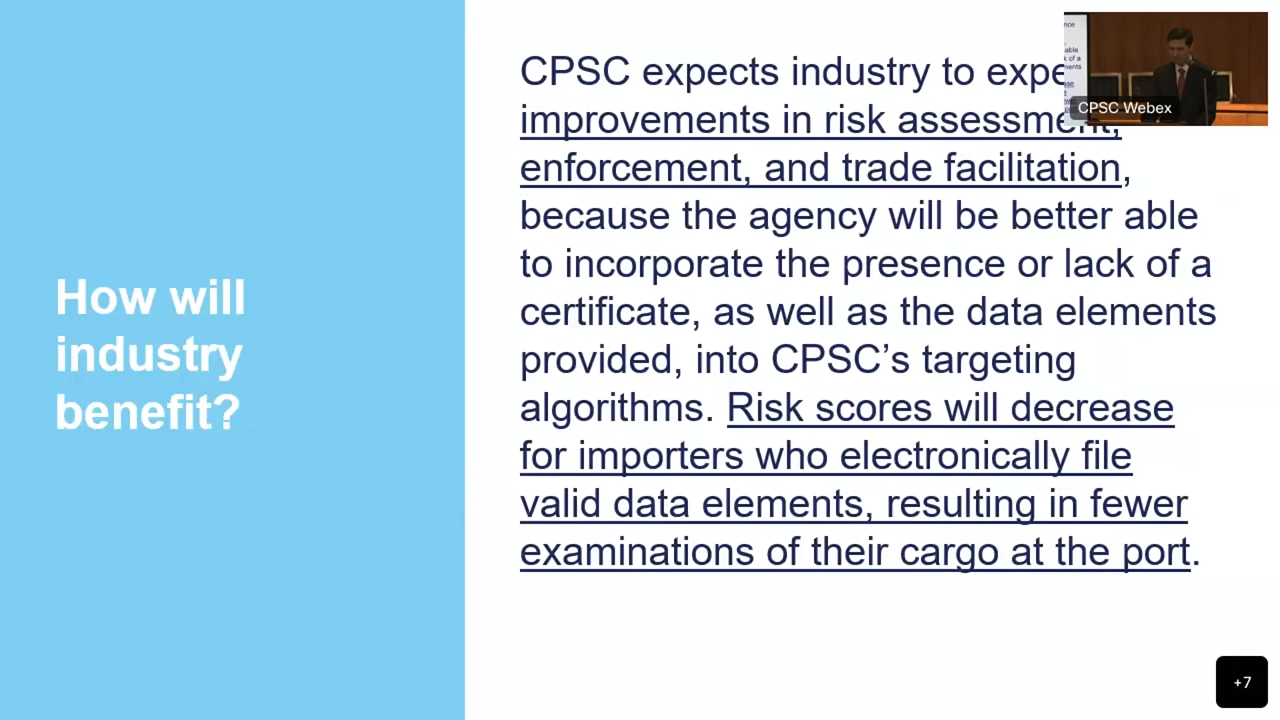 How will
industry
benefit?
CPSC expects industry to
improvements in risk assessment,
enforcement, and trade facilitation,
because the agency will be better able
to incorporate the presence or lack of a
certificate, as well as the data elements
provided, into CPSC’s targeting
algorithms. Risk scores will decrease
for importers who electronically file
valid data elements, resulting in fewer
examinations of their cargo at the port.
CPSC Webex
+7